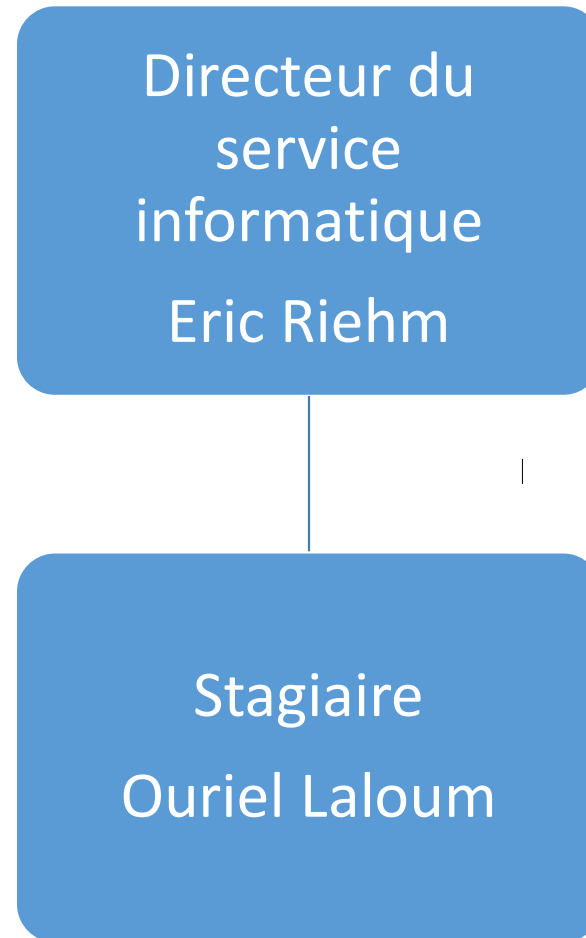 Directeur du
service
informatique
Eric Riehm
Stagiaire
Ouriel Laloum